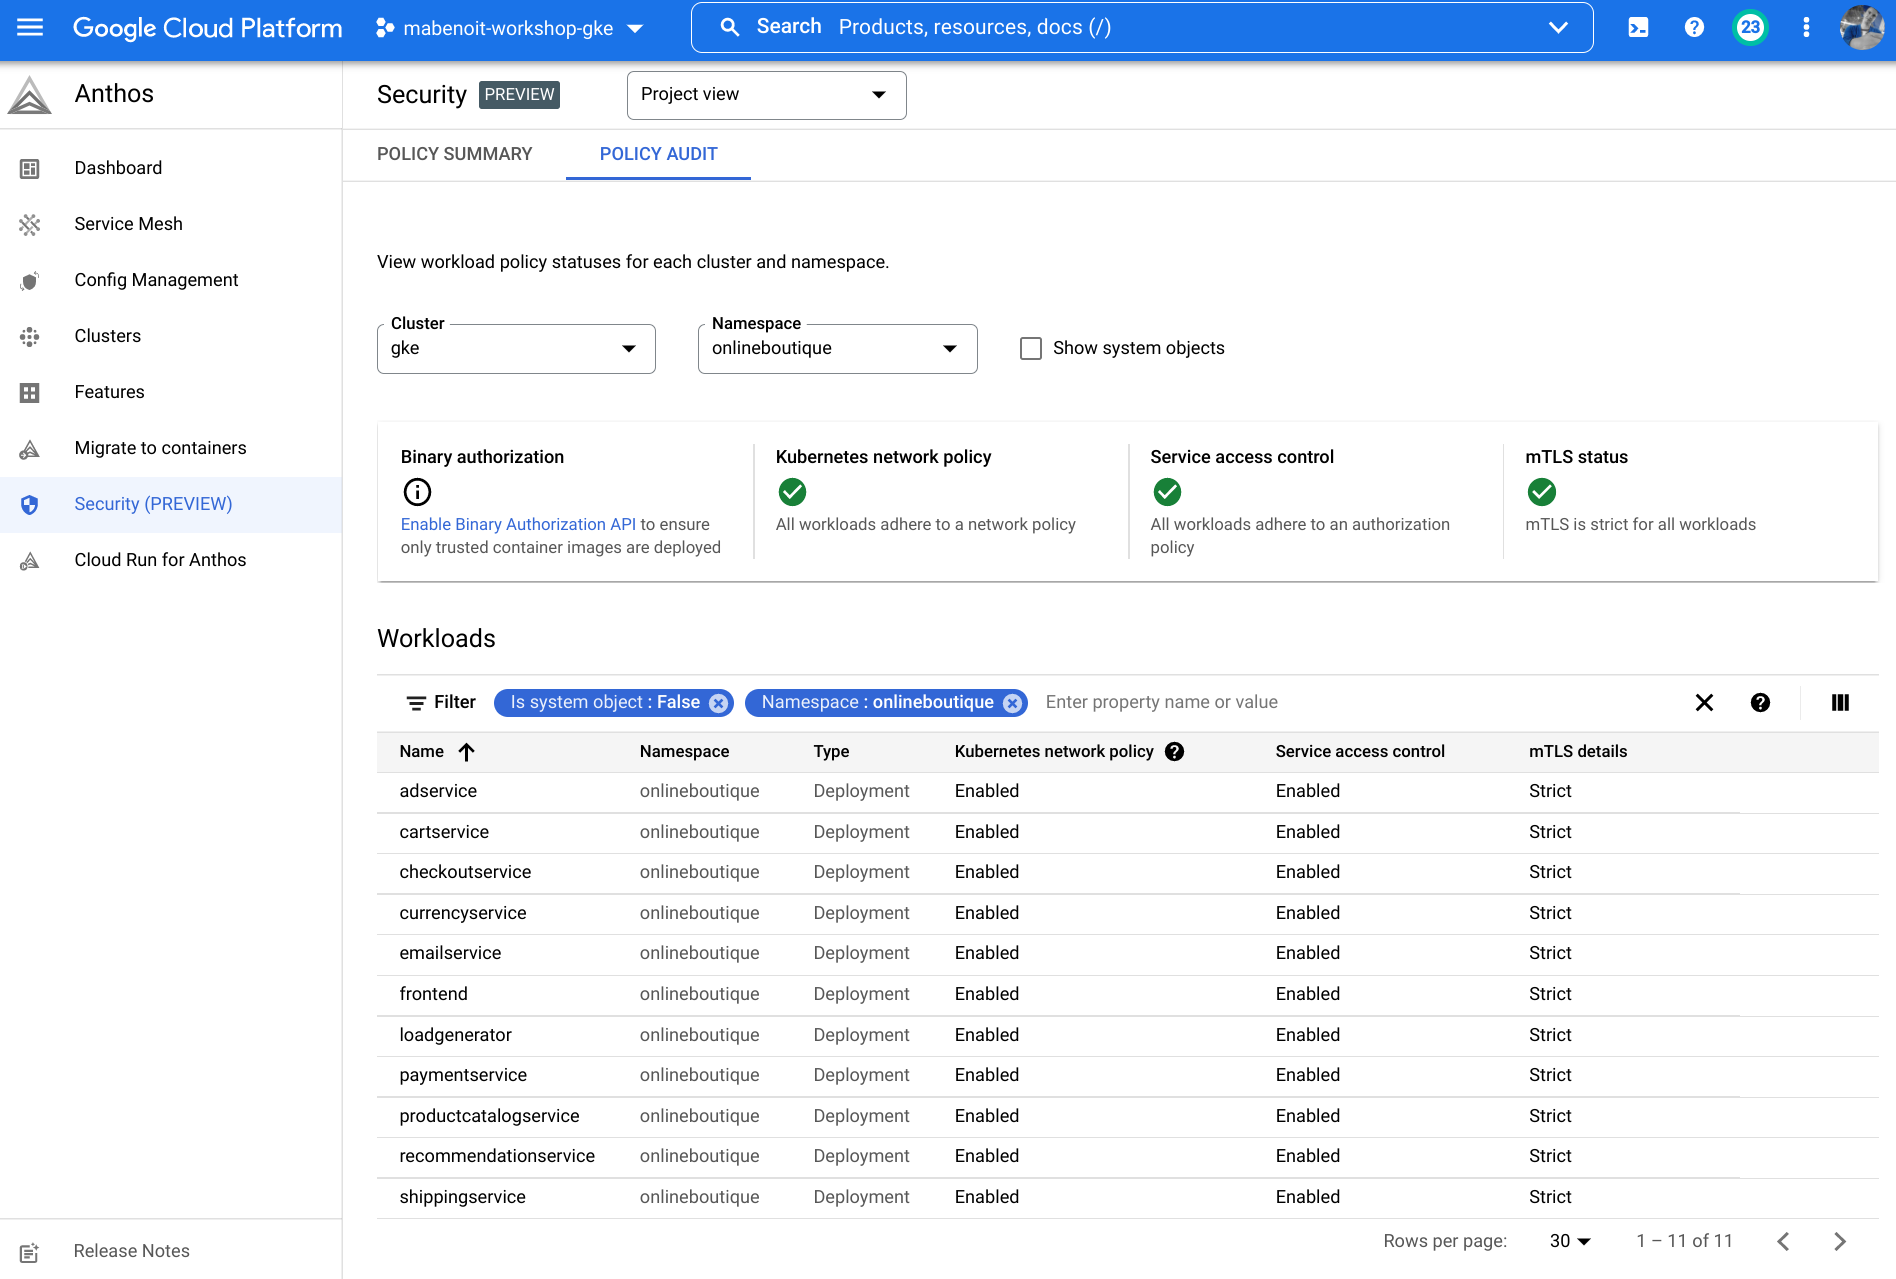 Google Cloud Platform
mabenoit-workshop-gke
Search Products, resources, docs (/)
23
Anthos
Dashboard
Service Mesh
Config Management
Clusters
Features
Migrate to containers
Security (PREVIEW)
Cloud Run for Anthos
Release Notes
Security PREVIEW
Project view
POLICY SUMMARY POLICY AUDIT
View workload policy statuses for each cluster and namespace.
Cluster
gke
Namespace
onlineboutique
Show system objects
Binary authorization
Enable Binary Authorization API to ensure
only trusted container images are deployed
Kubernetes network policy
All workloads adhere to a network policy
Service access control
All workloads adhere to an authorization
policy
mTLS status
mTLS is strict for all workloads
Workloads
Filter Is system object : False Namespace : onlineboutique Enter property name or value
Name Namespace Type Kubernetes network policy Service access control mTLS details
adservice onlineboutique Deployment Enabled Enabled Strict
cartservice onlineboutique Deployment Enabled Enabled Strict
checkoutservice onlineboutique Deployment Enabled Enabled Strict
currencyservice onlineboutique Deployment Enabled Enabled Strict
emailservice onlineboutique Deployment Enabled Enabled Strict
frontend onlineboutique Deployment Enabled Enabled Strict
loadgenerator onlineboutique Deployment Enabled Enabled Strict
paymentservice onlineboutique Deployment Enabled Enabled Strict
productcatalogservice onlineboutique Deployment Enabled Enabled Strict
recommendationservice onlineboutique Deployment Enabled Enabled Strict
shippingservice onlineboutique Deployment Enabled Enabled Strict
Rows per page: 30 1 – 11 of 11